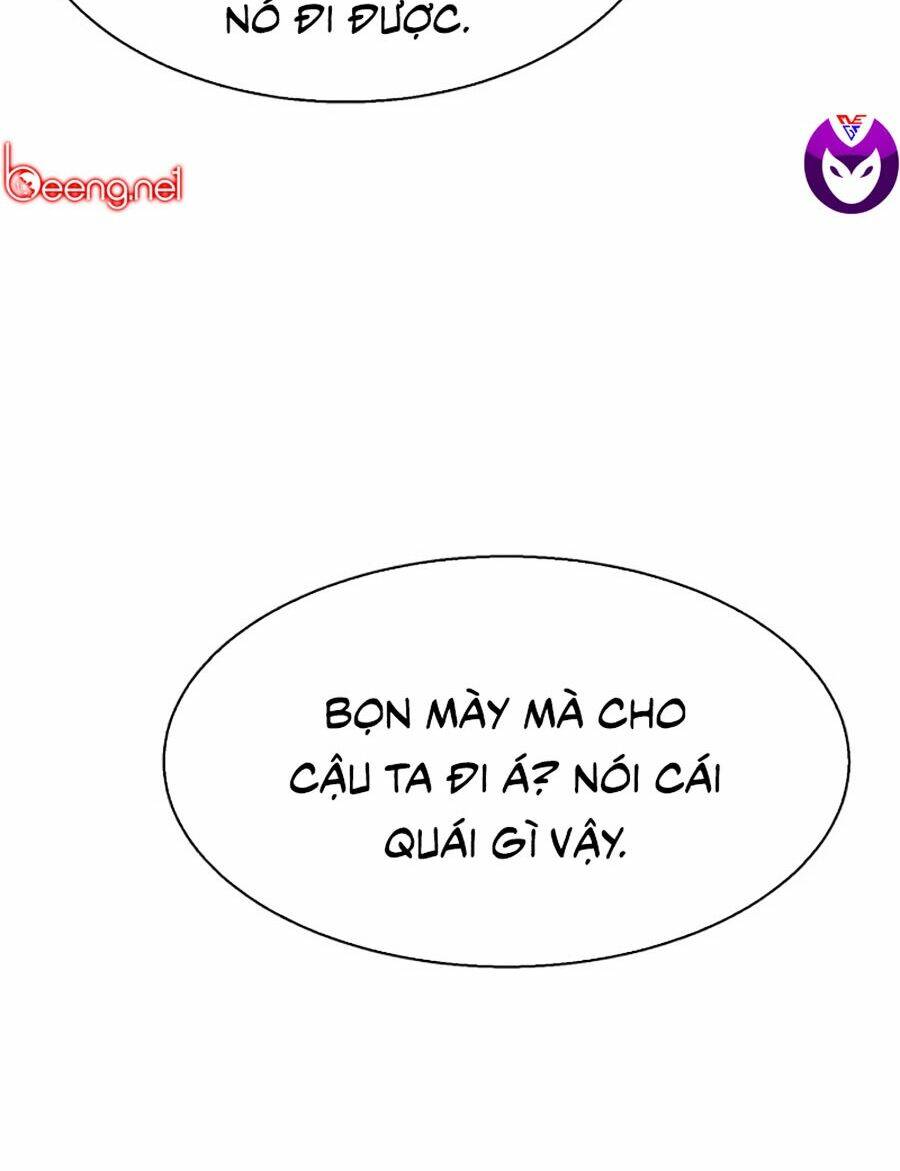 NÓ ĐI ĐƯỢC.
beeng.net
BỌN MÀY MÀ CHO
CẬU TA ĐI Á? NÓI CÁI
QUÁI GÌ VẬY.